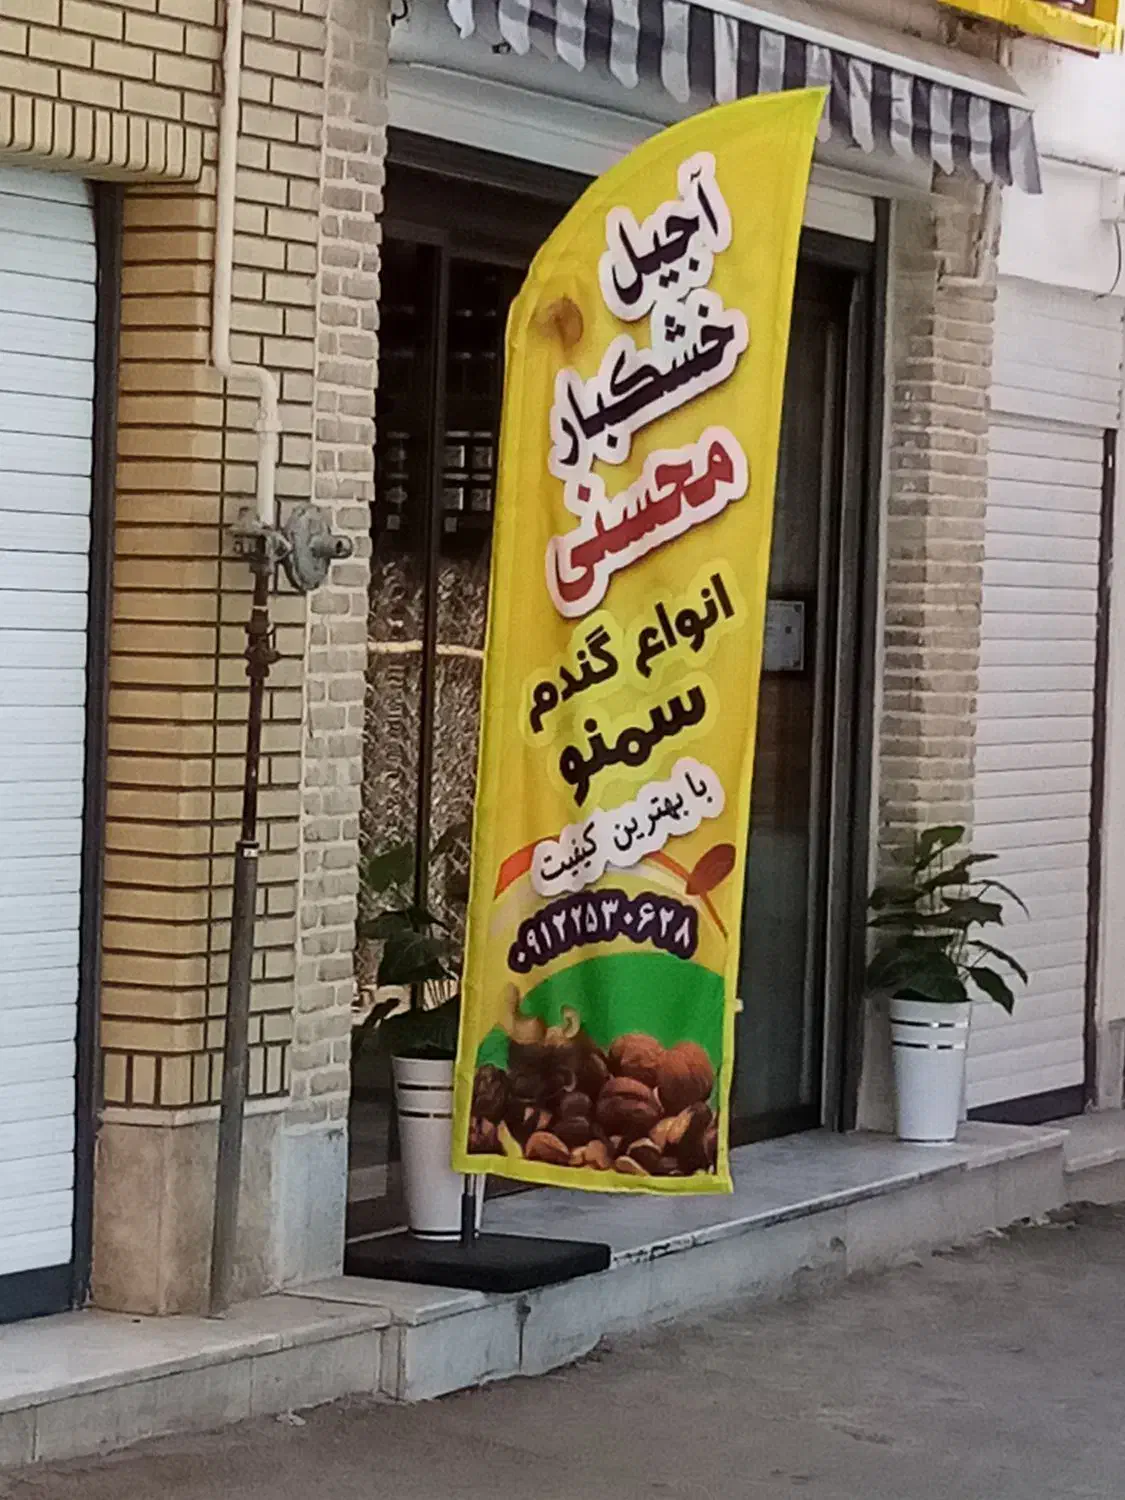 آجیل
خشکبار
محسنی
انواع گندم
سمنو
با بهترین کیفیت
۰۹۱۲۲۵۳۰۶۲۸